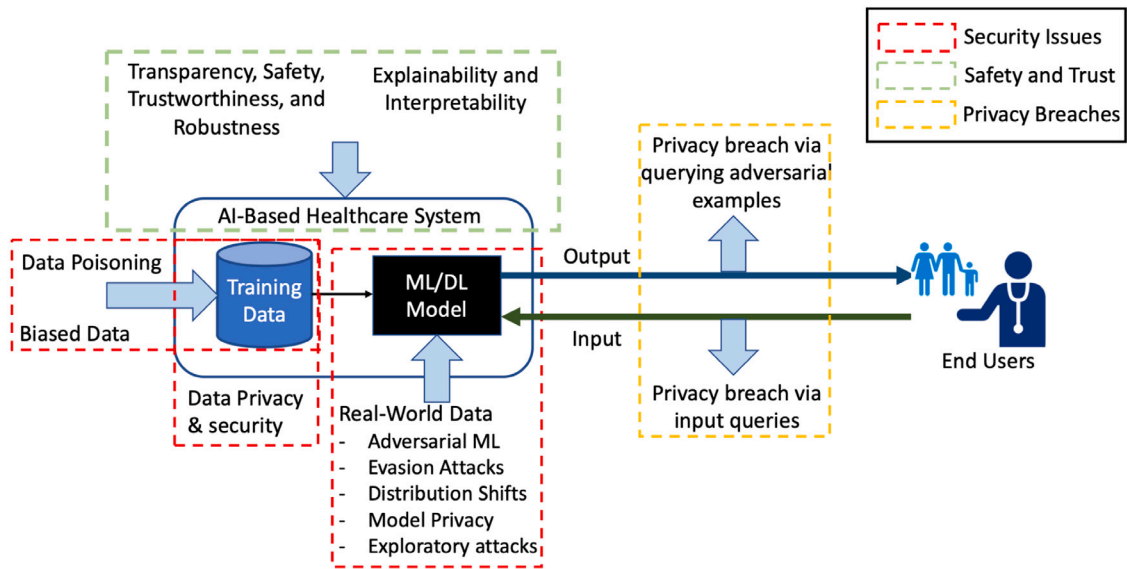 Security Issues
Safety and Trust
Privacy Breaches
Transparency, Safety,
Trustworthiness, and
Robustness
Explainability and
Interpretability
AI-Based Healthcare System
Data Poisoning
Biased Data
Training
Data
Data Privacy
& security
ML/DL
Model
Real-World Data
- Adversarial ML
- Evasion Attacks
- Distribution Shifts
- Model Privacy
- Exploratory attacks
Output
Input
Privacy breach via
querying adversarial
examples
Privacy breach via
input queries
End Users